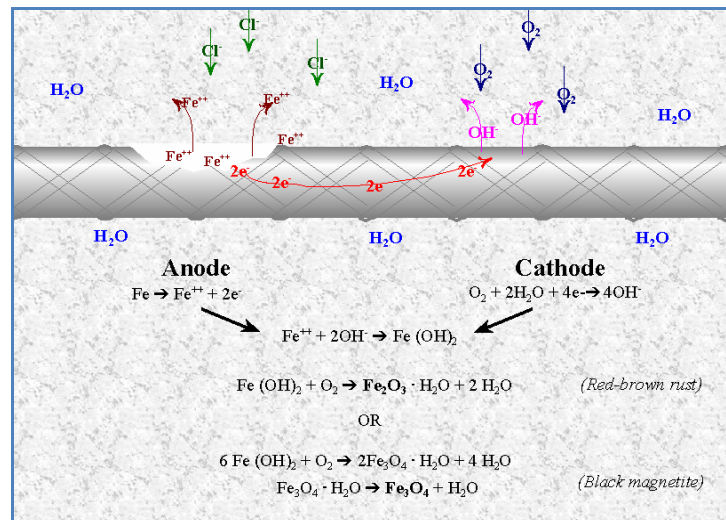 Cl⁻ Cl⁻ Cl⁻ O₂
O₂ O₂
H₂O H₂O H₂O
Fe⁺⁺ Fe⁺⁺ OH⁻ OH⁻
Fe⁺⁺ Fe⁺⁺ Fe⁺⁺
2e⁻ 2e⁻ 2e 2e⁻
H₂O H₂O H₂O
Anode Cathode
Fe ➔ Fe⁺⁺ + 2e⁻ O₂ + 2H₂O + 4e-➔ 4OH⁻
Fe⁺⁺ + 2OH⁻ ➔ Fe (OH)₂
Fe (OH)₂ + O₂ ➔ Fe₂O₃ · H₂O + 2 H₂O (Red-brown rust)
OR
6 Fe (OH)₂ + O₂ ➔ 2Fe₃O₄ · H₂O + 4 H₂O
Fe₃O₄ · H₂O ➔ Fe₃O₄ + H₂O (Black magnetite)